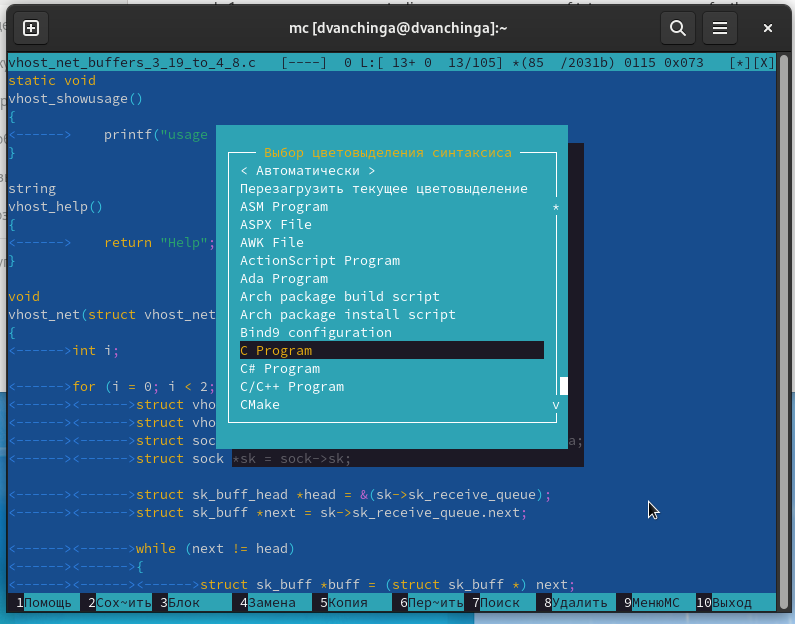 mc [dvanchinga@dvanchinga]:~
vhost_net_buffers_3_19_to_4_8.c [----] 0 L:[ 13+ 0 13/105] *(85 /2031b) 0115 0x073 [*][X]
static void
vhost_showusage()
{
<------> printf("usage
}
string
vhost_help()
{
<------> return "Help";
}
void
vhost_net(struct vhost_net
{
<------>int i;
<------>for (i = 0; i < 2;
<------><------>struct vho
<------><------>struct vho
<------><------>struct soc a;
<------><------>struct sock *sk = sock->sk;
<------><------>struct sk_buff_head *head = &(sk->sk_receive_queue);
<------><------>struct sk_buff *next = sk->sk_receive_queue.next;
<------><------>while (next != head)
<------><------>{
<------><------><------>struct sk_buff *buff = (struct sk_buff *) next;
Выбор цветовыделения синтаксиса
< Автоматически >
Перезагрузить текущее цветовыделение
ASM Program
ASPX File
AWK File
ActionScript Program
Ada Program
Arch package build script
Arch package install script
Bind9 configuration
C Program
C# Program
C/C++ Program
CMake
1Помощь 2Сох~ить 3Блок 4Замена 5Копия 6Пер~ить 7Поиск 8Удалить 9МенюМС 10Выход